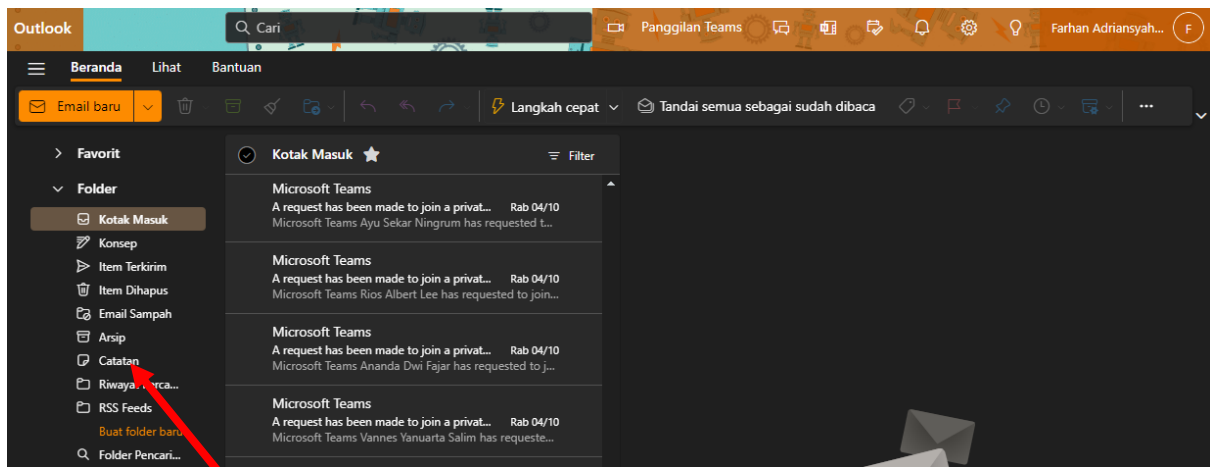 Outlook
Cari
Panggilan Teams
Farhan Adriansyah...
F
Beranda Lihat Bantuan
Email baru
Langkah cepat
Tandai semua sebagai sudah dibaca
Favorit
Folder
Kotak Masuk
Konsep
Item Terkirim
Item Dihapus
Email Sampah
Arsip
Catatan
RSS Feeds
Buat folder baru
Folder Pencari...
Kotak Masuk
Filter
Microsoft Teams
A request has been made to join a privat... Rab 04/10
Microsoft Teams Ayu Sekar Ningrum has requested t...
Microsoft Teams
A request has been made to join a privat... Rab 04/10
Microsoft Teams Rios Albert Lee has requested to join...
Microsoft Teams
A request has been made to join a privat... Rab 04/10
Microsoft Teams Ananda Dwi Fajar has requested to j...
Microsoft Teams
A request has been made to join a privat... Rab 04/10
Microsoft Teams Vannes Yanuarta Salim has requeste...